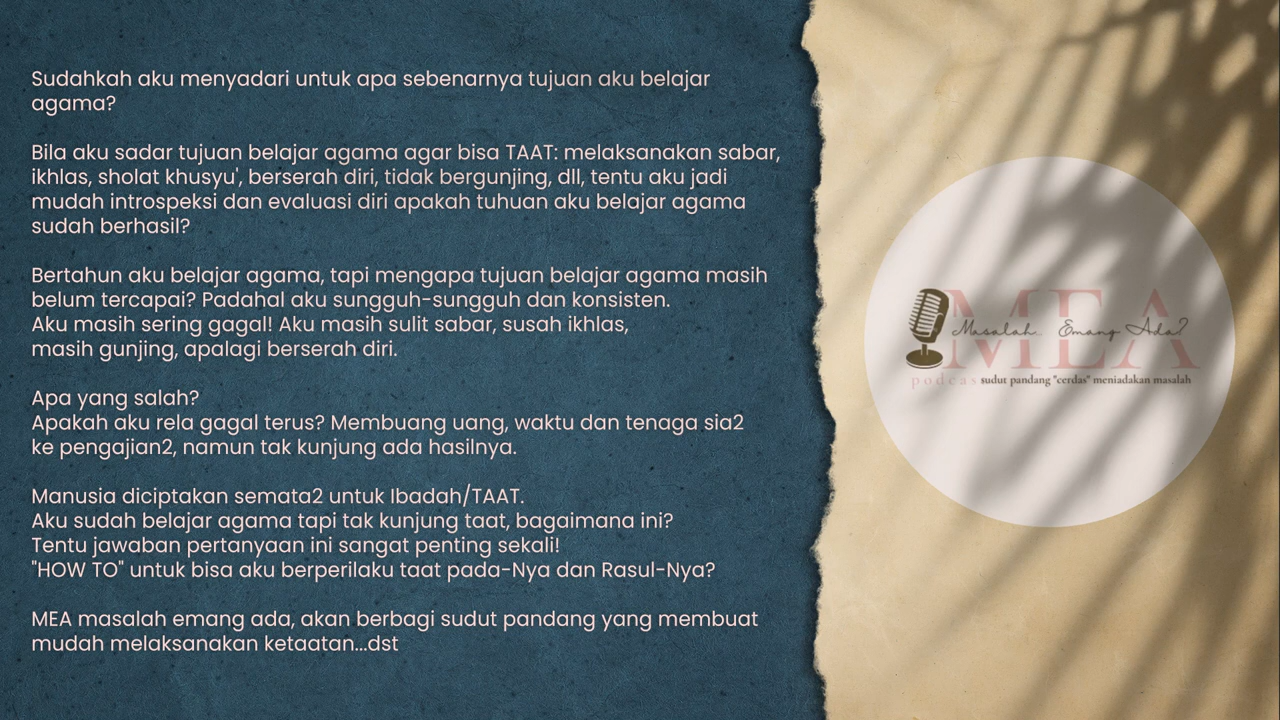 Sudahkah aku menyadari untuk apa sebenarnya tujuan aku belajar
agama?
Bila aku sadar tujuan belajar agama agar bisa TAAT: melaksanakan sabar,
ikhlas, sholat khusyu', berserah diri, tidak bergunjing, dll, tentu aku jadi
mudah introspeksi dan evaluasi diri apakah tuhuan aku belajar agama
sudah berhasil?
Bertahun aku belajar agama, tapi mengapa tujuan belajar agama masih
belum tercapai? Padahal aku sungguh-sungguh dan konsisten.
Aku masih sering gagal! Aku masih sulit sabar, susah ikhlas,
masih gunjing, apalagi berserah diri.
Apa yang salah?
Apakah aku rela gagal terus? Membuang uang, waktu dan tenaga sia2
ke pengajian2, namun tak kunjung ada hasilnya.
Manusia diciptakan semata2 untuk Ibadah/TAAT.
Aku sudah belajar agama tapi tak kunjung taat, bagaimana ini?
Tentu jawaban pertanyaan ini sangat penting sekali!
"HOW TO" untuk bisa aku berperilaku taat pada-Nya dan Rasul-Nya?
MEA masalah emang ada, akan berbagi sudut pandang yang membuat
mudah melaksanakan ketaatan...dst
MEA
Masalah Emang Ada?
podcas sudut pandang "cerdas" meniadakan masalah